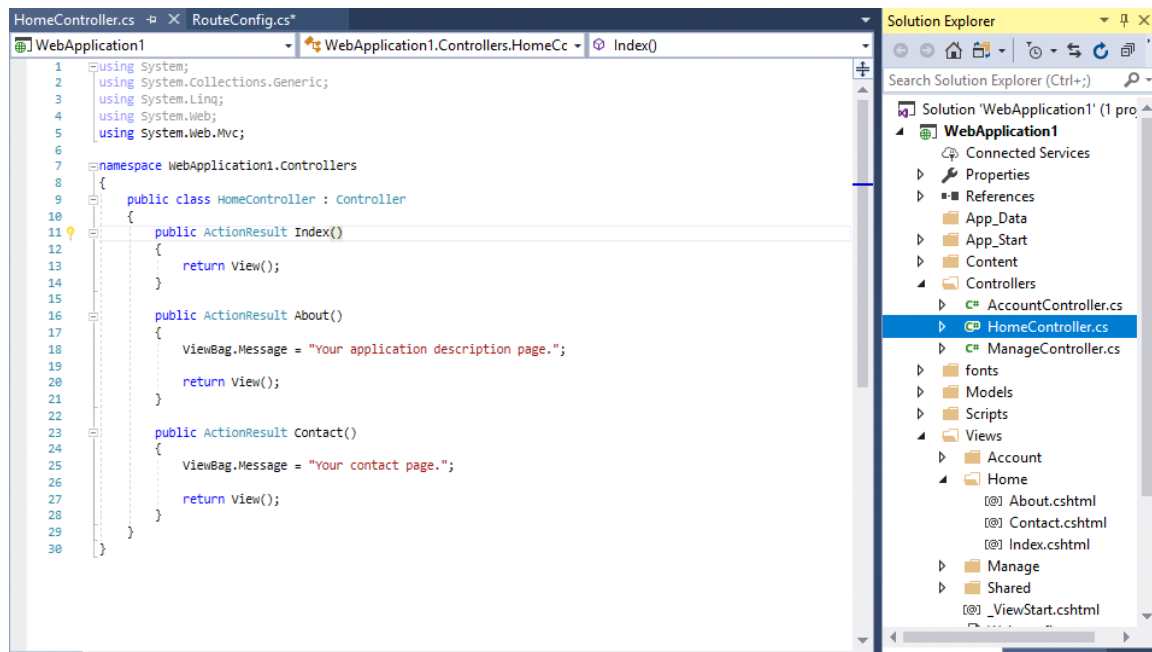 HomeController.cs RouteConfig.cs*
WebApplication1 WebApplication1.Controllers.HomeCc Index()
1 using System;
2 using System.Collections.Generic;
3 using System.Linq;
4 using System.Web;
5 using System.Web.Mvc;
6
7 namespace WebApplication1.Controllers
8 {
9 public class HomeController : Controller
10 {
11 public ActionResult Index()
12 {
13 return View();
14 }
15
16 public ActionResult About()
17 {
18 ViewBag.Message = "Your application description page.";
19
20 return View();
21 }
22
23 public ActionResult Contact()
24 {
25 ViewBag.Message = "Your contact page.";
26
27 return View();
28 }
29 }
30 }
Solution Explorer
Search Solution Explorer (Ctrl+;)
Solution 'WebApplication1' (1 proj
WebApplication1
Connected Services
Properties
References
App_Data
App_Start
Content
Controllers
C# AccountController.cs
C# HomeController.cs
C# ManageController.cs
fonts
Models
Scripts
Views
Account
Home
[@] About.cshtml
[@] Contact.cshtml
[@] Index.cshtml
Manage
Shared
[@] _ViewStart.cshtml